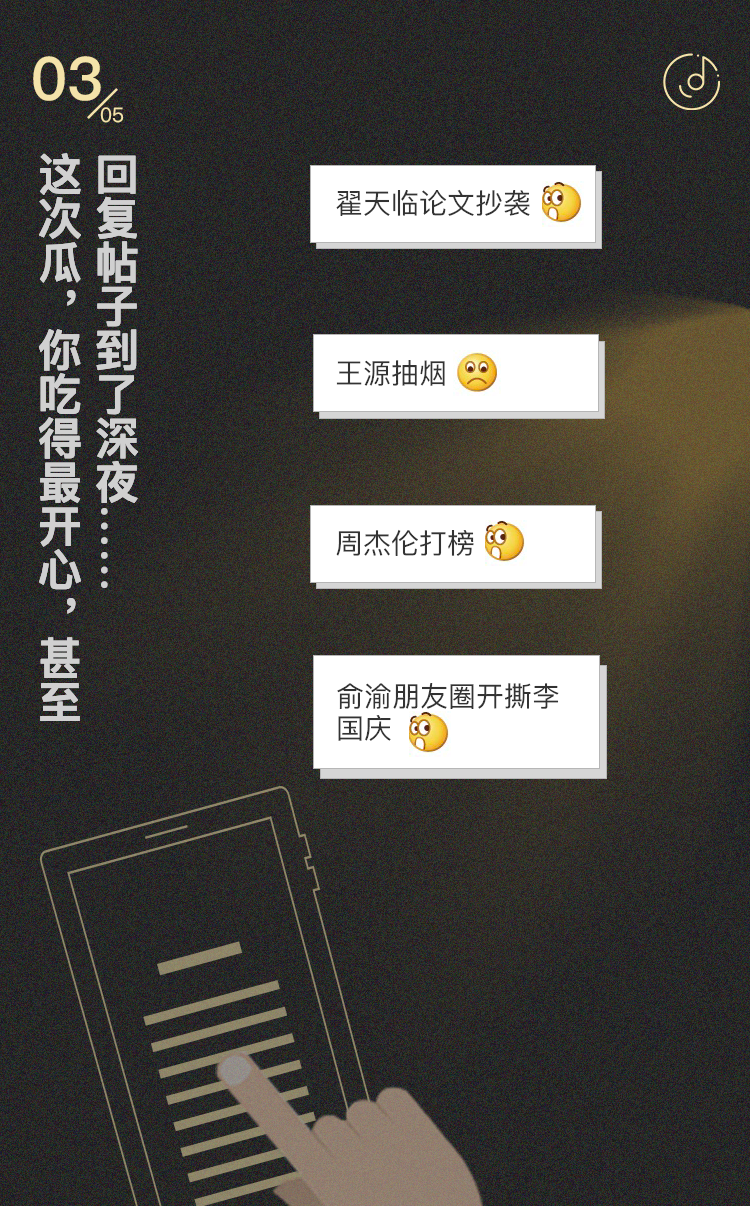 03/05
这次瓜，你吃得最开心，甚至
回复帖子到了深夜……
翟天临论文抄袭
王源抽烟
周杰伦打榜
俞渝朋友圈开撕李
国庆